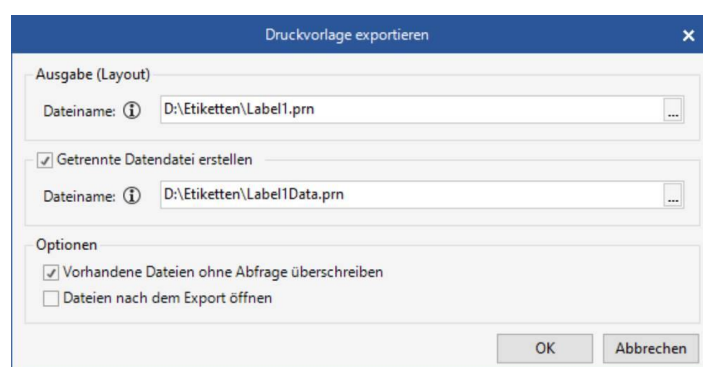 Druckvorlage exportieren
Ausgabe (Layout)
Dateiname: D:\Etiketten\Label1.prn ...
Getrennte Datendatei erstellen
Dateiname: D:\Etiketten\Label1Data.prn ...
Optionen
Vorhandene Dateien ohne Abfrage überschreiben
Dateien nach dem Export öffnen
OK Abbrechen